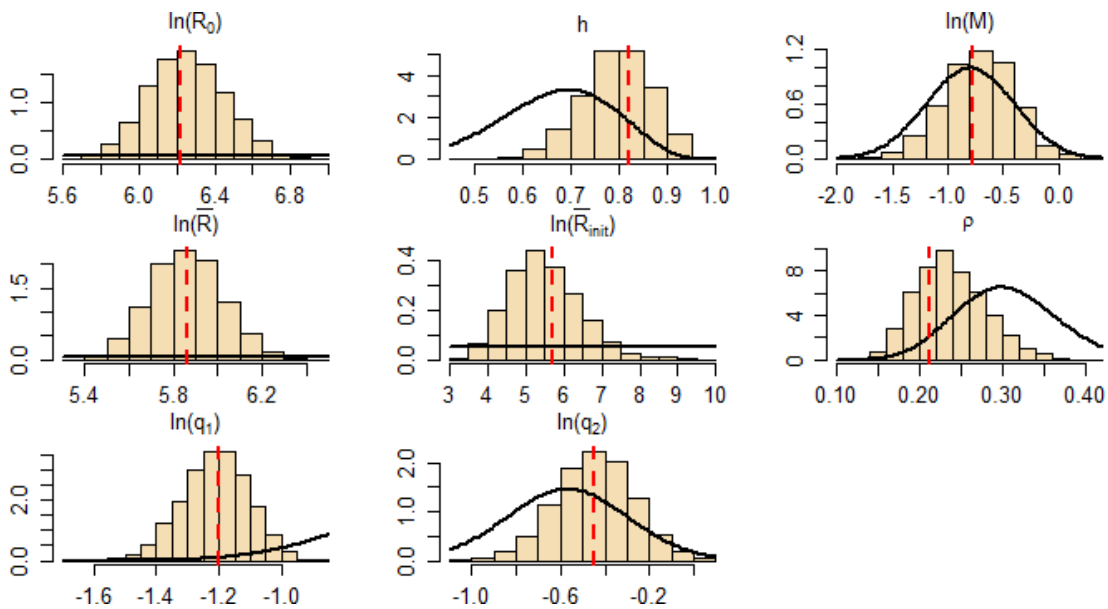 ln(R₀) h ln(M)
0.0 1.0
5.6 6.0 6.4 6.8
0 2 4
0.5 0.6 0.7 0.8 0.9 1.0
0.0 0.6 1.2
-2.0 -1.5 -1.0 -0.5 0.0
ln(R̅) ln(R̅init) ρ
0.0 1.5
5.4 5.8 6.2
0.0 0.2 0.4
3 4 5 6 7 8 9 10
0 4 8
0.10 0.20 0.30 0.40
ln(q₁) ln(q₂)
0.0 2.0
-1.6 -1.4 -1.2 -1.0
0.0 1.0 2.0
-1.0 -0.6 -0.2